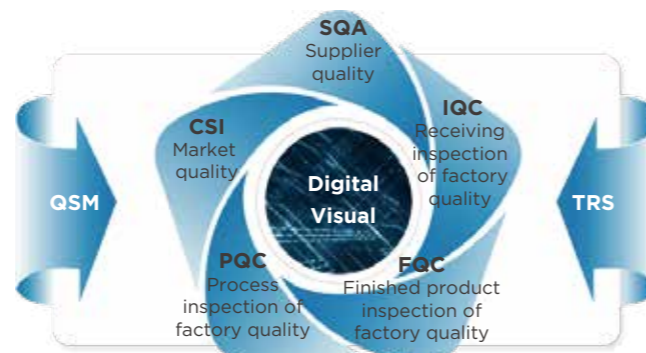 SQA
Supplier
quality
IQC
Receiving
inspection
of factory
quality
CSI
Market
quality
Digital
Visual
QSM
TRS
PQC
Process
inspection of
factory quality
FQC
Finished product
inspection of
factory quality